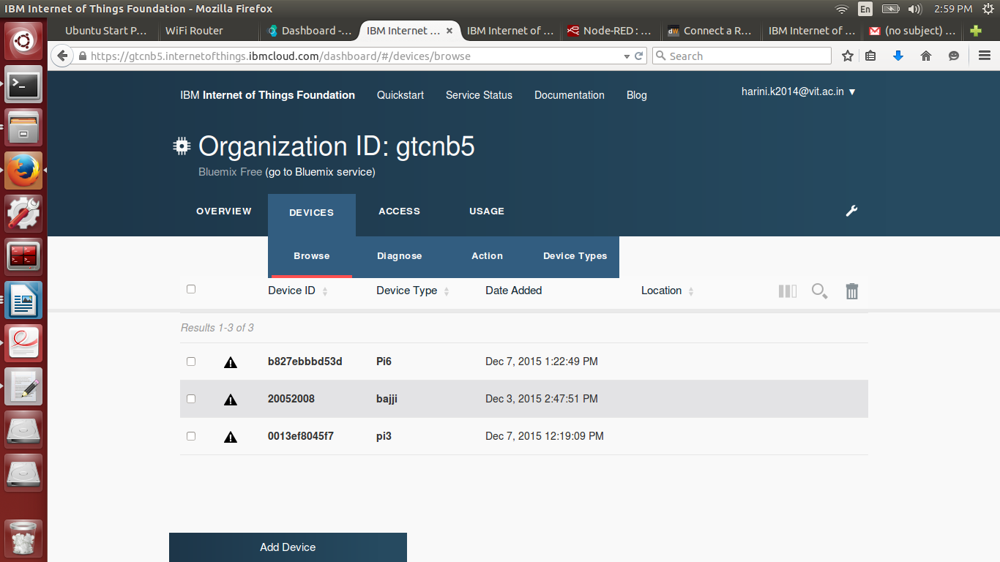 IBM Internet of Things Foundation - Mozilla Firefox
En
2:59 PM
Ubuntu Start P...
WiFi Router
Dashboard -...
IBM Internet ...
IBM Internet of ...
Node-RED : ...
dW
Connect a R...
IBM Internet of ...
(no subject) ...
https://gtcnb5.internetofthings.ibmcloud.com/dashboard/#/devices/browse
Search
IBM Internet of Things Foundation
Quickstart
Service Status
Documentation
Blog
harini.k2014@vit.ac.in ▼
Organization ID: gtcnb5
Bluemix Free (go to Bluemix service)
OVERVIEW
DEVICES
ACCESS
USAGE
Browse
Diagnose
Action
Device Types
Device ID
Device Type
Date Added
Location
Results 1-3 of 3
b827ebbbd53d Pi6 Dec 7, 2015 1:22:49 PM
20052008 bajji Dec 3, 2015 2:47:51 PM
0013ef8045f7 pi3 Dec 7, 2015 12:19:09 PM
Add Device